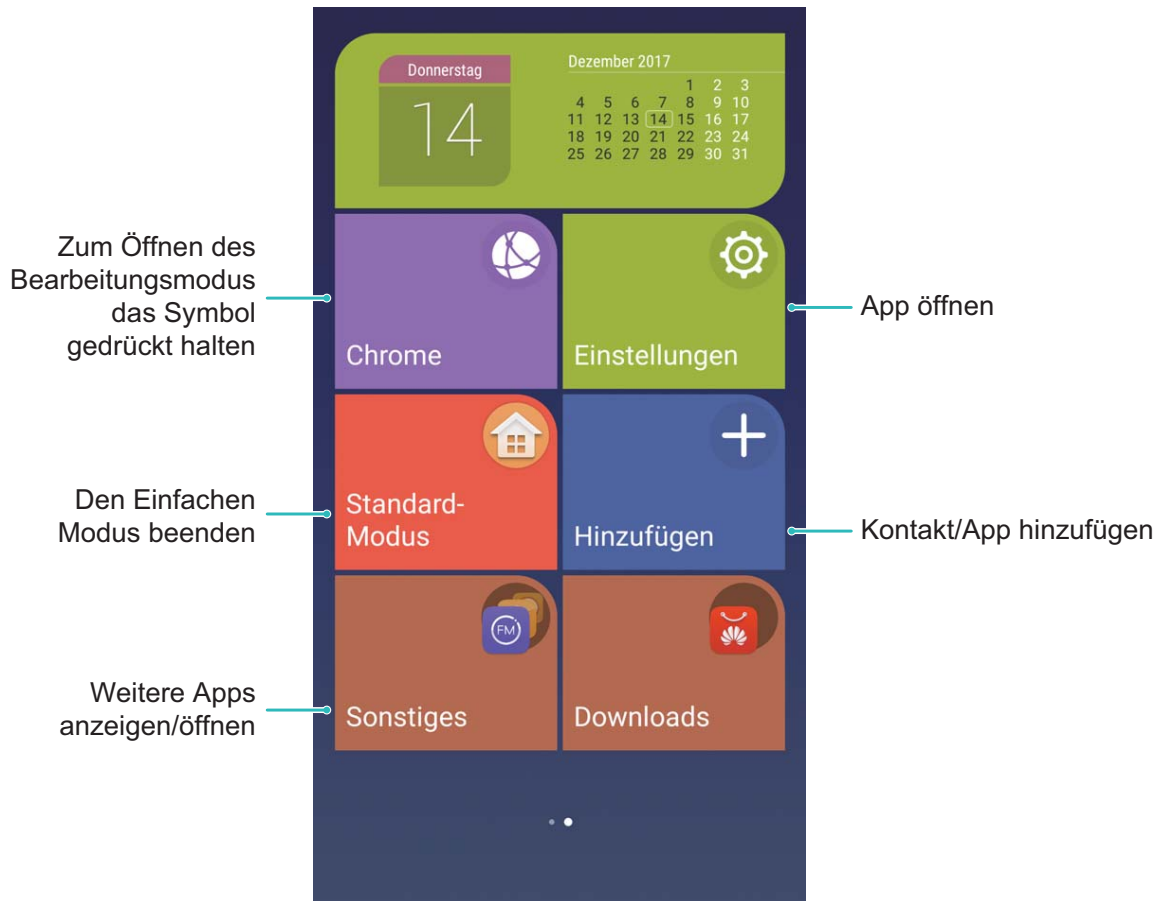 Donnerstag
14
Dezember 2017
1 2 3
4 5 6 7 8 9 10
11 12 13 14 15 16 17
18 19 20 21 22 23 24
25 26 27 28 29 30 31
Zum Öffnen des
Bearbeitungsmodus
das Symbol
gedrückt halten
Chrome
Einstellungen
App öffnen
Den Einfachen
Modus beenden
Standard-
Modus
Hinzufügen
Kontakt/App hinzufügen
FM
Weitere Apps
anzeigen/öffnen
Sonstiges
Downloads